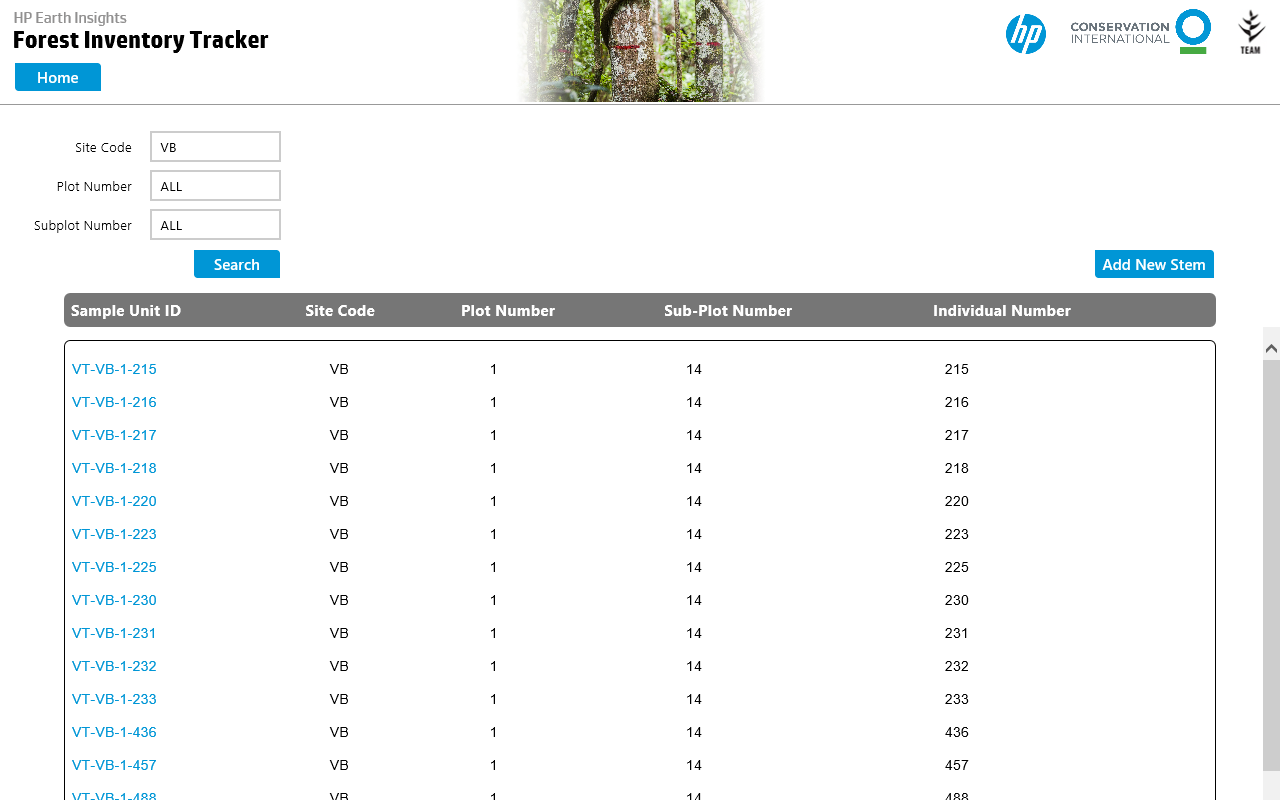 HP Earth Insights
Forest Inventory Tracker
Home
hp
CONSERVATION
INTERNATIONAL
TEAM
Site Code VB
Plot Number ALL
Subplot Number ALL
Search
Add New Stem
Sample Unit ID Site Code Plot Number Sub-Plot Number Individual Number
VT-VB-1-215 VB 1 14 215
VT-VB-1-216 VB 1 14 216
VT-VB-1-217 VB 1 14 217
VT-VB-1-218 VB 1 14 218
VT-VB-1-220 VB 1 14 220
VT-VB-1-223 VB 1 14 223
VT-VB-1-225 VB 1 14 225
VT-VB-1-230 VB 1 14 230
VT-VB-1-231 VB 1 14 231
VT-VB-1-232 VB 1 14 232
VT-VB-1-233 VB 1 14 233
VT-VB-1-436 VB 1 14 436
VT-VB-1-457 VB 1 14 457
VT-VB-1-488 VB 1 14 488